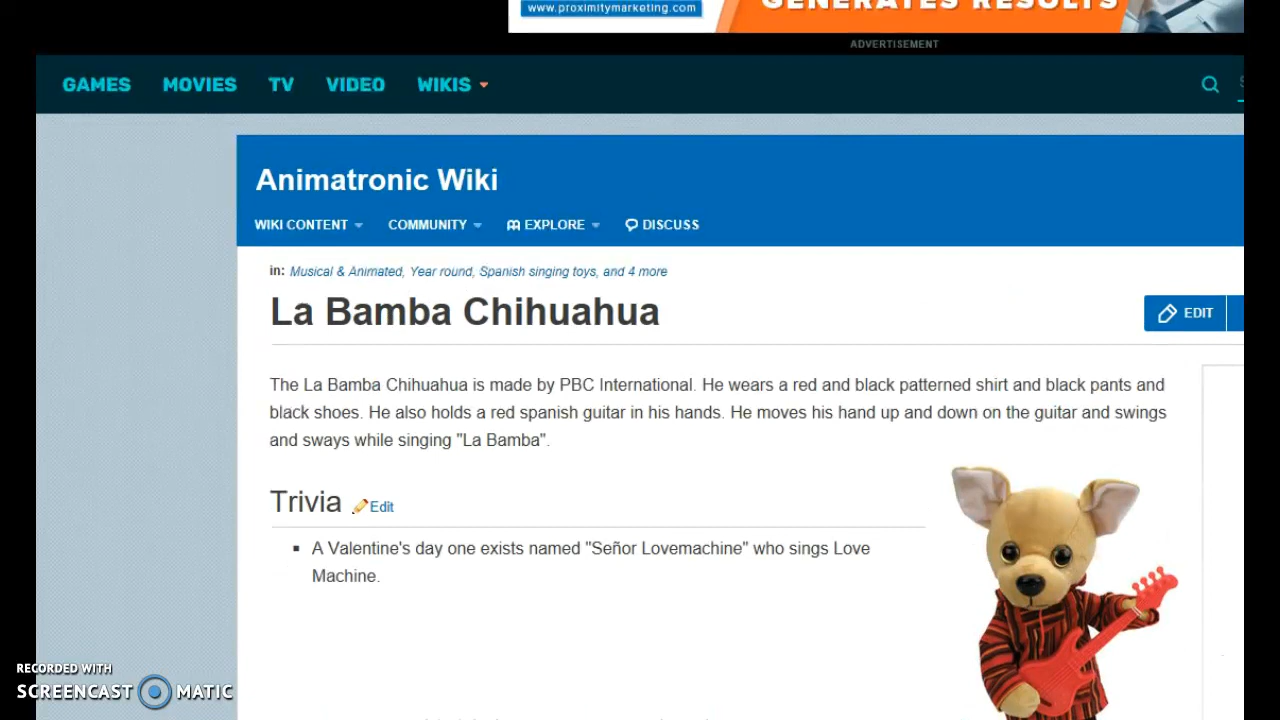 www.proximitymarketing.com
GENERATES RESULTS
ADVERTISEMENT
GAMES MOVIES TV VIDEO WIKIS
Animatronic Wiki
WIKI CONTENT COMMUNITY EXPLORE DISCUSS
in: Musical & Animated, Year round, Spanish singing toys, and 4 more
La Bamba Chihuahua
EDIT
The La Bamba Chihuahua is made by PBC International. He wears a red and black patterned shirt and black pants and
black shoes. He also holds a red spanish guitar in his hands. He moves his hand up and down on the guitar and swings
and sways while singing "La Bamba".
Trivia Edit
▪ A Valentine's day one exists named "Señor Lovemachine" who sings Love
Machine.
RECORDED WITH
SCREENCAST MATIC